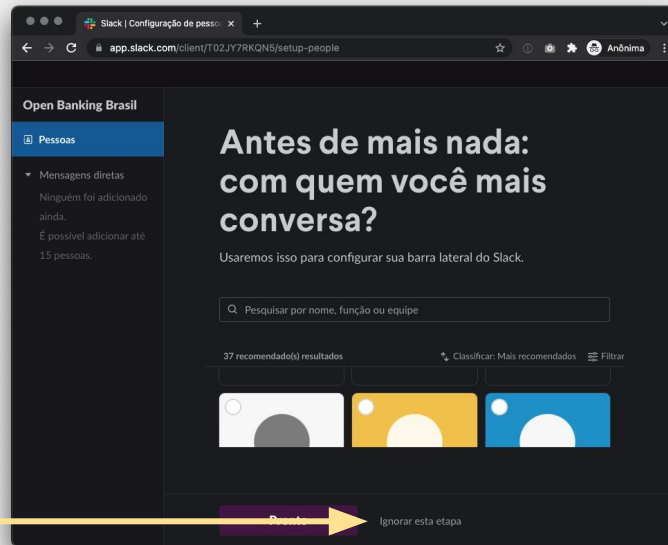 Slack | Configuração de pesso
app.slack.com/client/T02JY7RKQN5/setup-people
Anônima
Open Banking Brasil
Pessoas
Mensagens diretas
Ninguém foi adicionado
ainda.
É possível adicionar até
15 pessoas.
Antes de mais nada:
com quem você mais
conversa?
Usaremos isso para configurar sua barra lateral do Slack.
Pesquisar por nome, função ou equipe
37 recomendado(s) resultados
Classificar: Mais recomendados
Filtrar
Pronto
Ignorar esta etapa